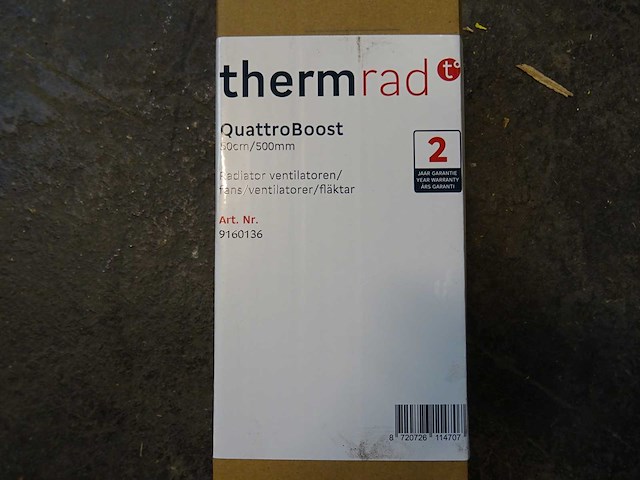 thermrad t°
QuattroBoost
50cm/500mm
Radiator ventilatoren/
fans/ventilatorer/fläktar
2
JAAR GARANTIE
YEAR WARRANTY
ÅRS GARANTI
Art. Nr.
9160136
8 720726 114707